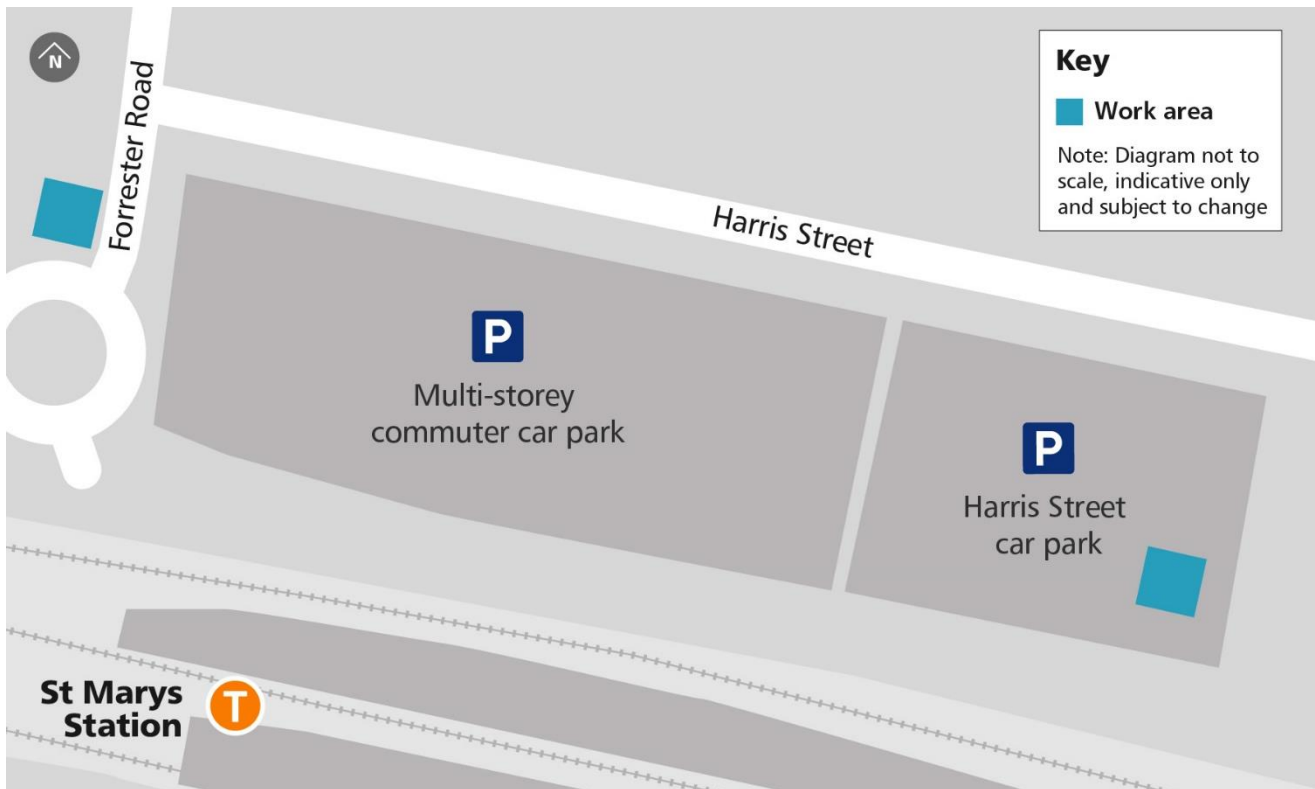 N
Forrester Road
Harris Street
Key
Work area
Note: Diagram not to
scale, indicative only
and subject to change
P
Multi-storey
commuter car park
P
Harris Street
car park
St Marys
Station
T